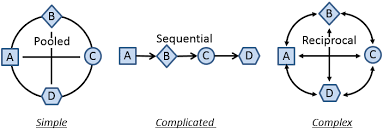 B
Pooled
A
C
D
Simple
Sequential
A
B
C
D
Complicated
B
Reciprocal
A
C
D
Complex